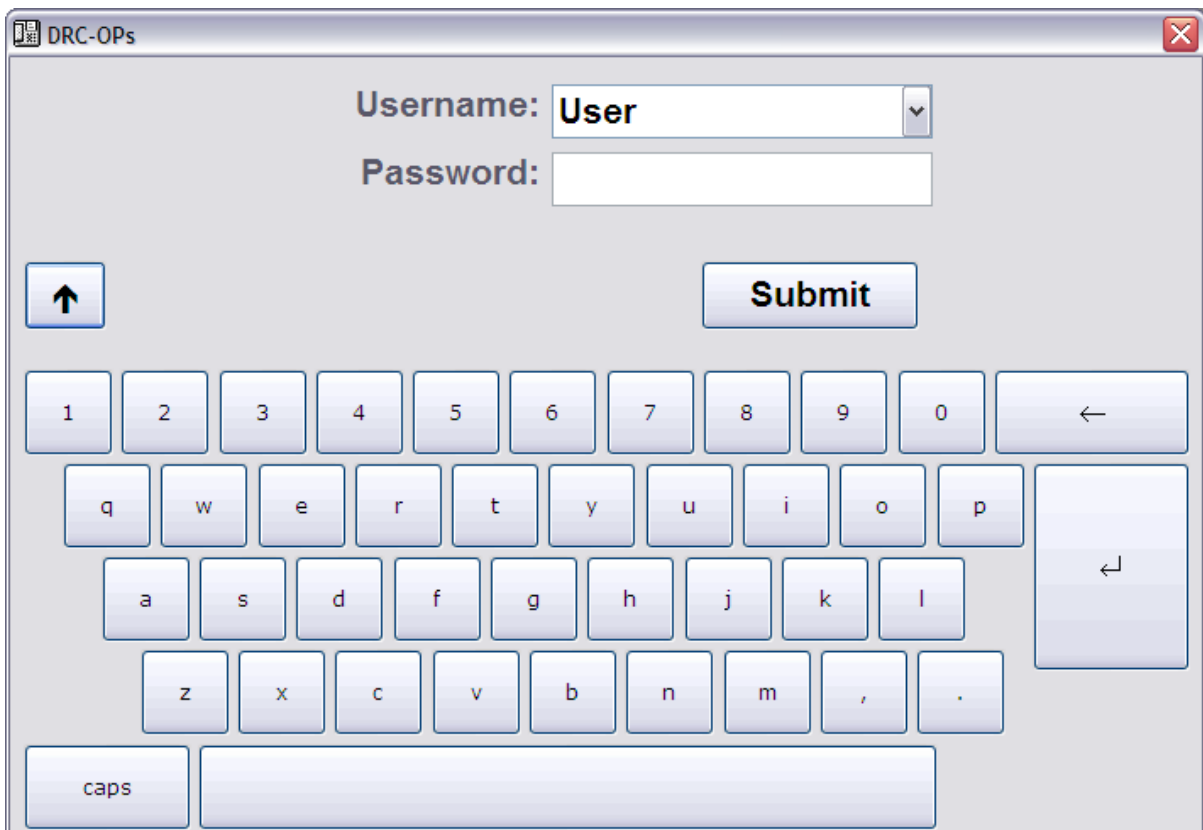 DRC-OPs
Username: User
Password:
↑ Submit
1 2 3 4 5 6 7 8 9 0 ←
q w e r t y u i o p ↵
a s d f g h j k l
z x c v b n m , .
caps